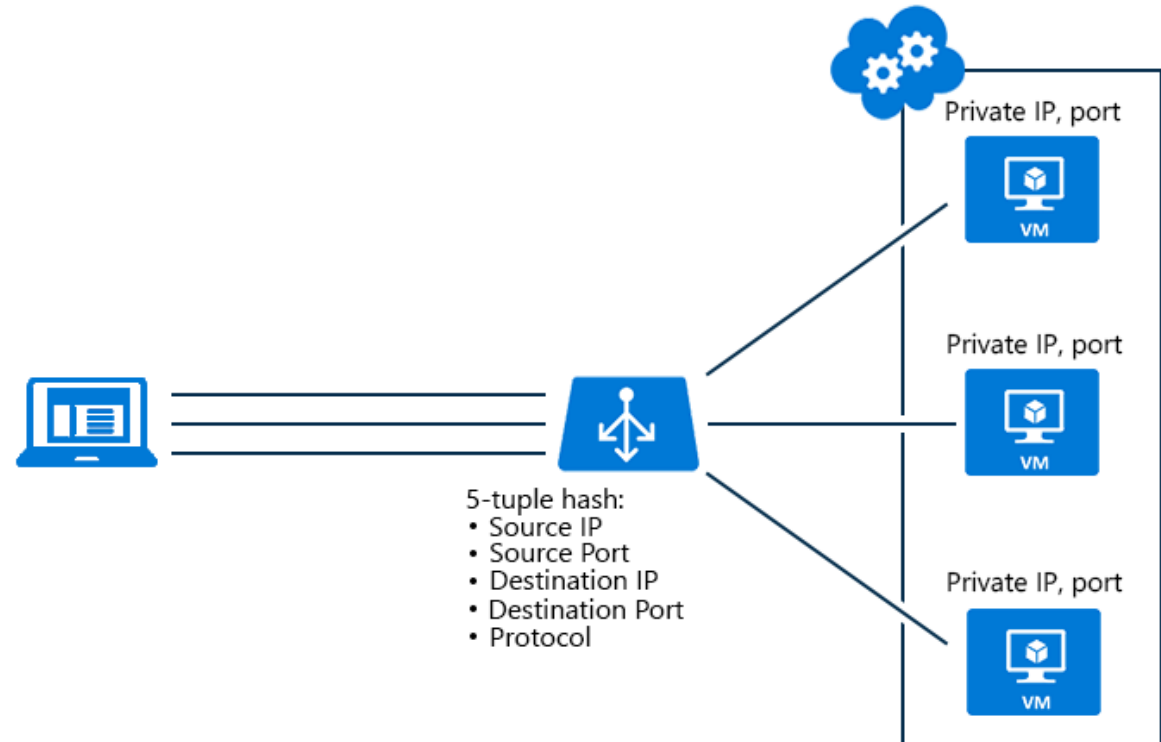 Private IP, port
VM
Private IP, port
VM
5-tuple hash:
• Source IP
• Source Port
• Destination IP
• Destination Port
• Protocol
Private IP, port
VM